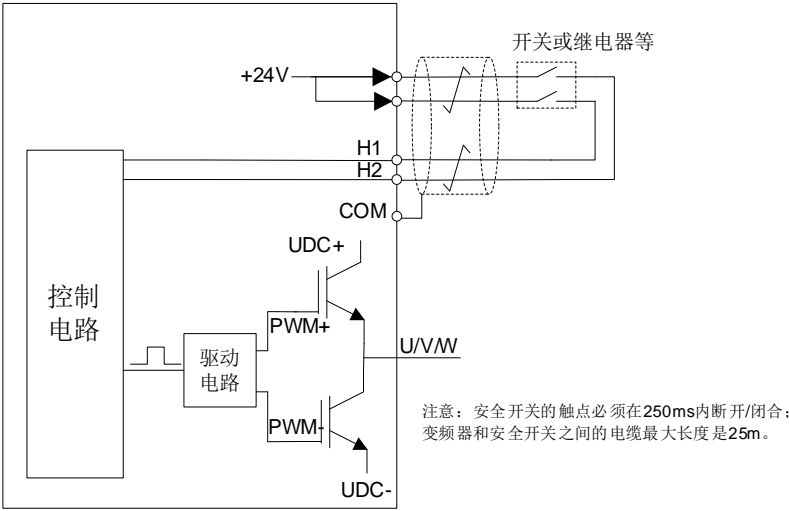 开关或继电器等
+24V
H1
H2
COM
UDC+
控制
电路
PWM+
驱动
电路
U/V/W
PWM-
UDC-
注意：安全开关的触点必须在250ms内断开/闭合；
变频器和安全开关之间的电缆最大长度是25m。